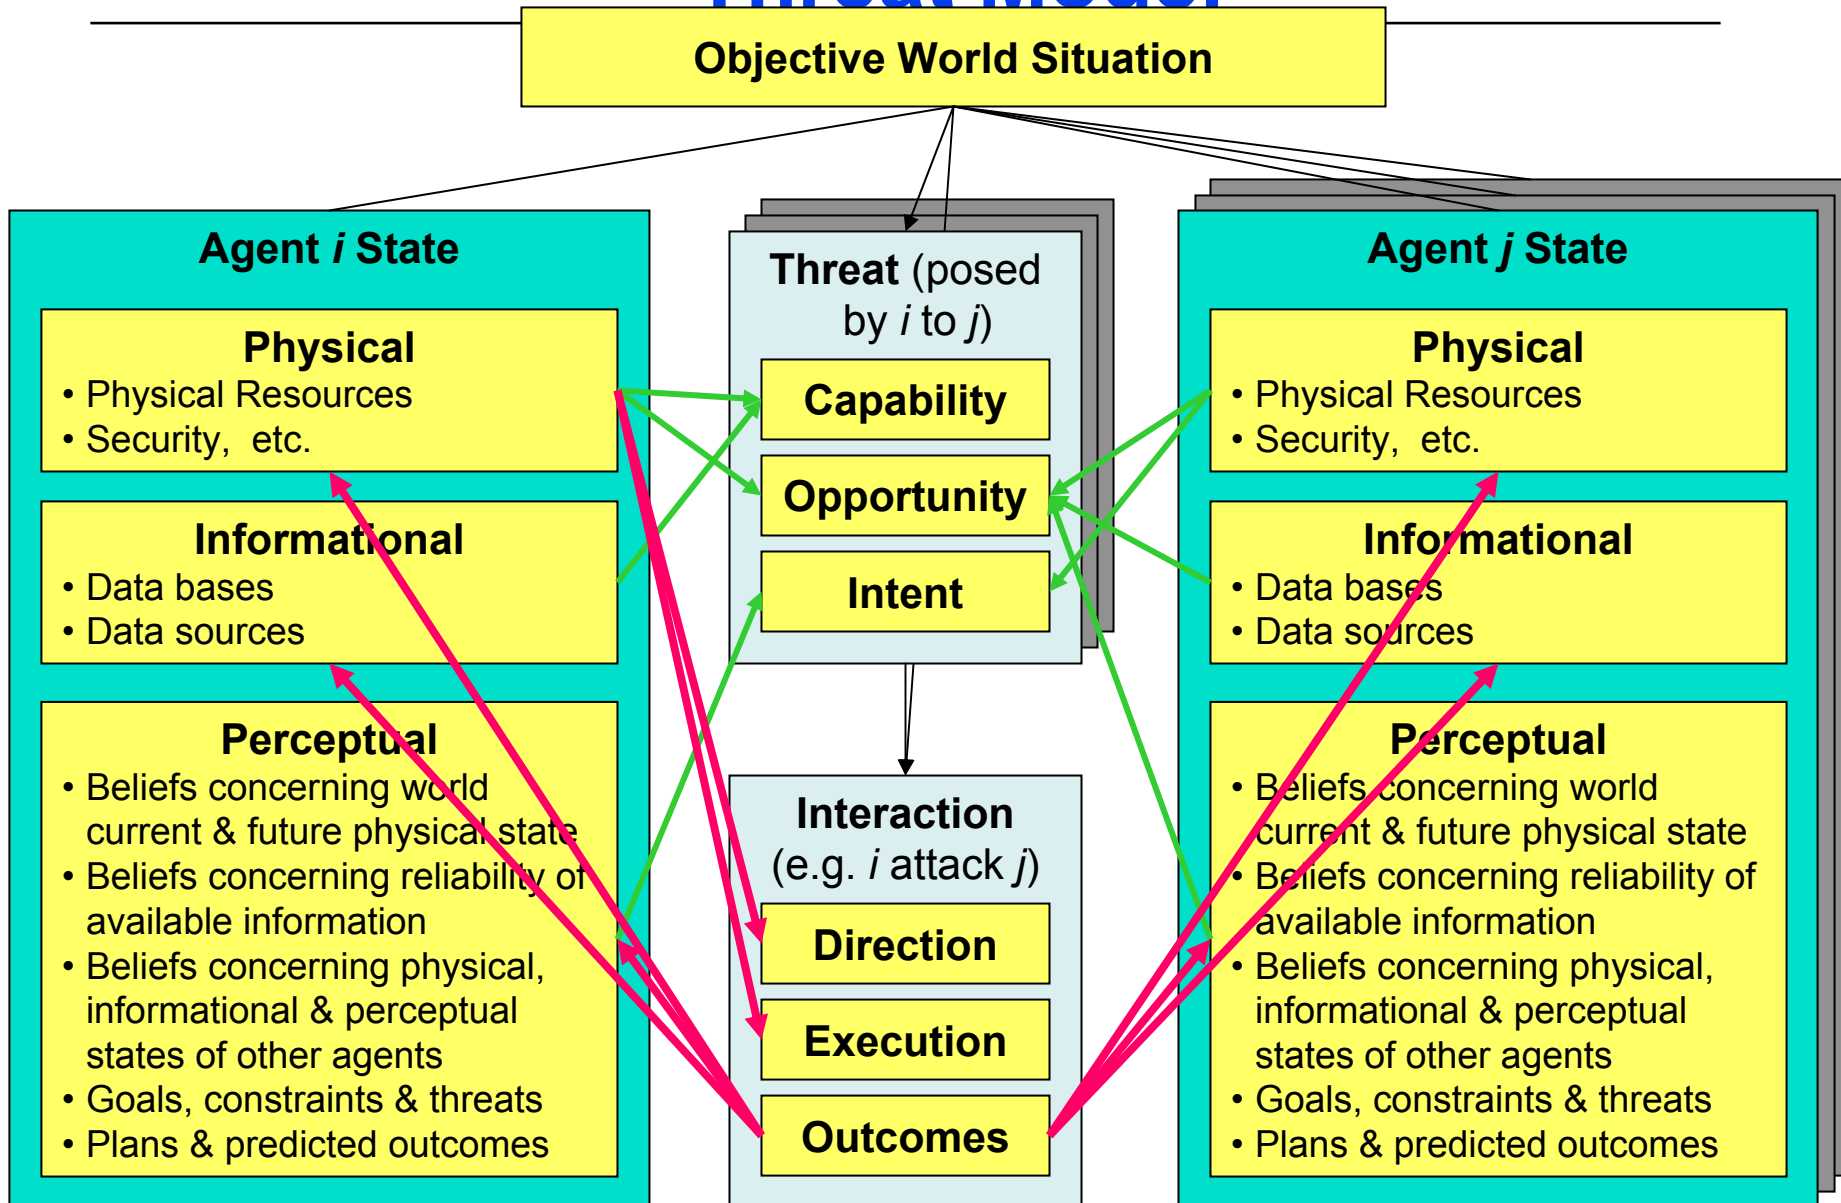 Threat Model
Objective World Situation
Agent i State
Physical
• Physical Resources
• Security, etc.
Informational
• Data bases
• Data sources
Perceptual
• Beliefs concerning world
current & future physical state
• Beliefs concerning reliability of
available information
• Beliefs concerning physical,
informational & perceptual
states of other agents
• Goals, constraints & threats
• Plans & predicted outcomes
Threat (posed
by i to j)
Capability
Opportunity
Intent
Interaction
(e.g. i attack j)
Direction
Execution
Outcomes
Agent j State
Physical
• Physical Resources
• Security, etc.
Informational
• Data bases
• Data sources
Perceptual
• Beliefs concerning world
current & future physical state
• Beliefs concerning reliability of
available information
• Beliefs concerning physical,
informational & perceptual
states of other agents
• Goals, constraints & threats
• Plans & predicted outcomes